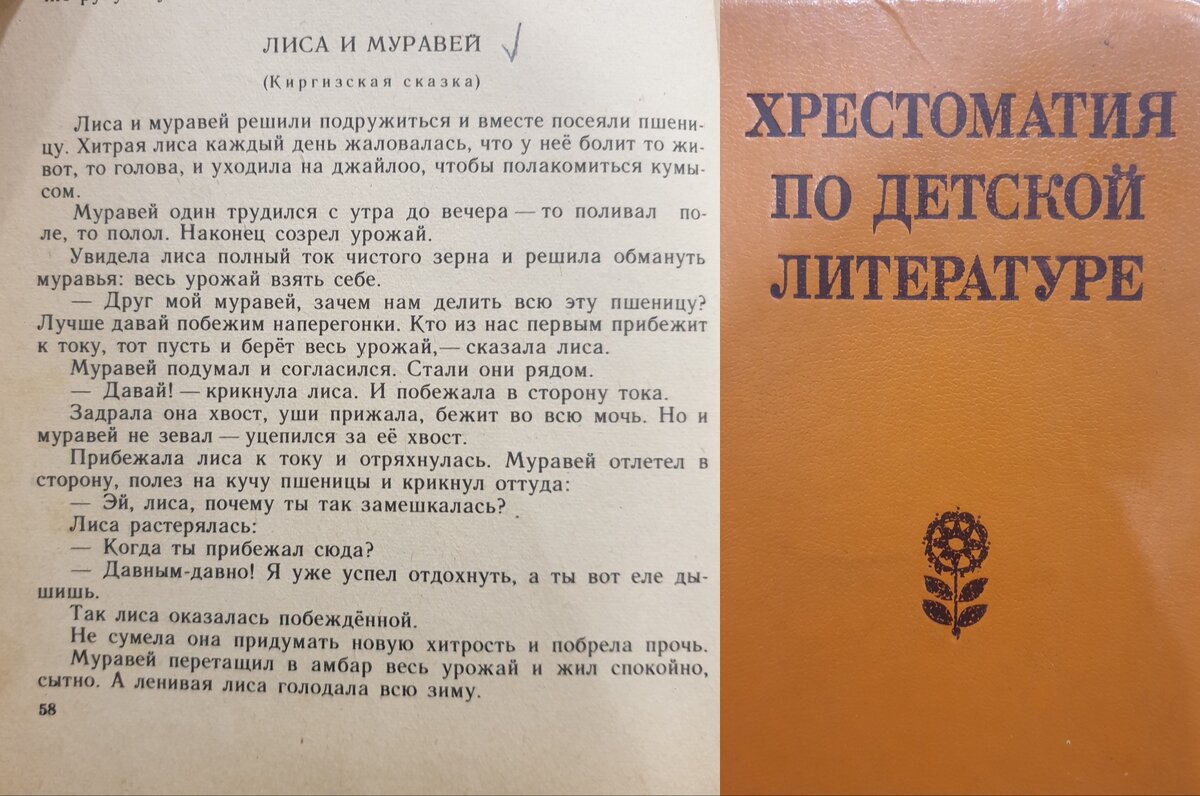 ЛИСА И МУРАВЕЙ
(Киргизская сказка)
Лиса и муравей решили подружиться и вместе посеяли пшени-
цу. Хитрая лиса каждый день жаловалась, что у неё болит то жи-
вот, то голова, и уходила на джайлоо, чтобы полакомиться кумы-
сом.
Муравей один трудился с утра до вечера — то поливал по-
ле, то полол. Наконец созрел урожай.
Увидела лиса полный ток чистого зерна и решила обмануть
муравья: весь урожай взять себе.
— Друг мой муравей, зачем нам делить всю эту пшеницу?
Лучше давай побежим наперегонки. Кто из нас первым прибежит
к току, тот пусть и берёт весь урожай,— сказала лиса.
Муравей подумал и согласился. Стали они рядом.
— Давай! — крикнула лиса. И побежала в сторону тока.
Задрала она хвост, уши прижала, бежит во всю мочь. Но и
муравей не зевал — уцепился за её хвост.
Прибежала лиса к току и отряхнулась. Муравей отлетел в
сторону, полез на кучу пшеницы и крикнул оттуда:
— Эй, лиса, почему ты так замешкалась?
Лиса растерялась:
— Когда ты прибежал сюда?
— Давным-давно! Я уже успел отдохнуть, а ты вот еле ды-
шишь.
Так лиса оказалась побеждённой.
Не сумела она придумать новую хитрость и побрела прочь.
Муравей перетащил в амбар весь урожай и жил спокойно,
сытно. А ленивая лиса голодала всю зиму.
58
ХРЕСТОМАТИЯ
ПО ДЕТСКОЙ
ЛИТЕРАТУРЕ